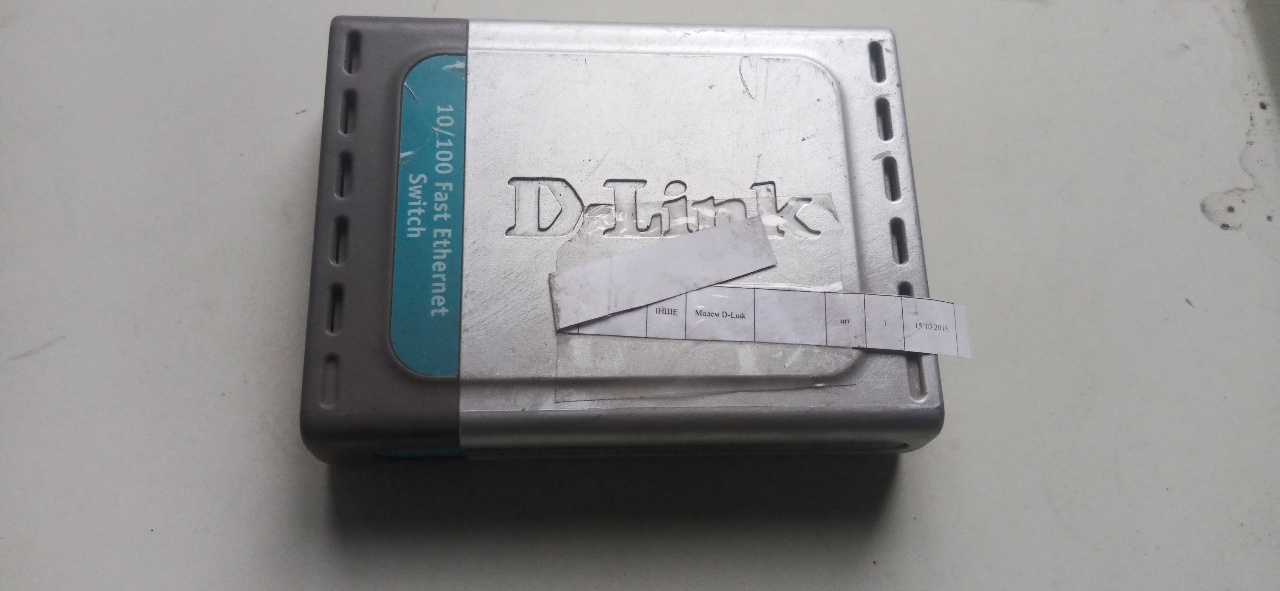 10/100 Fast Ethernet
Switch
D-Link
ІНШЕ Модем D-Link шт 1 15/10/2015